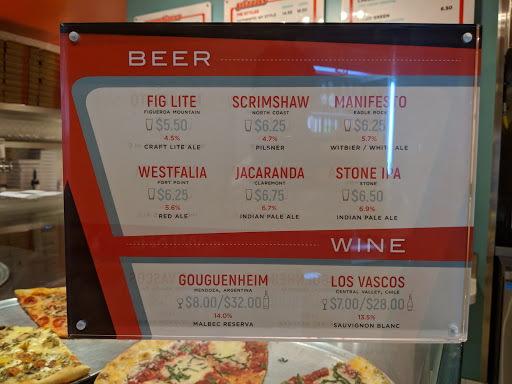 6.50
GREEN
BEER
FIG LITE SCRIMSHAW MANIFESTO
FIGUEROA MOUNTAIN NORTH COAST EAGLE ROCK
$5.50 $6.25 $6.25
4.5% 4.7% 5.7%
CRAFT LITE ALE PILSNER WITBIER / WHITE ALE
WESTFALIA JACARANDA STONE IPA
FORT POINT CLAREMONT STONE
$6.25 $6.75 $6.50
5.6% 6.7% 6.9%
RED ALE INDIAN PALE ALE INDIAN PALE ALE
WINE
GOUGUENHEIM LOS VASCOS
MENDOZA, ARGENTINA CENTRAL VALLEY, CHILE
$8.00/$32.00 $7.00/$28.00
14.0% 13.5%
MALBEC RESERVA SAUVIGNON BLANC